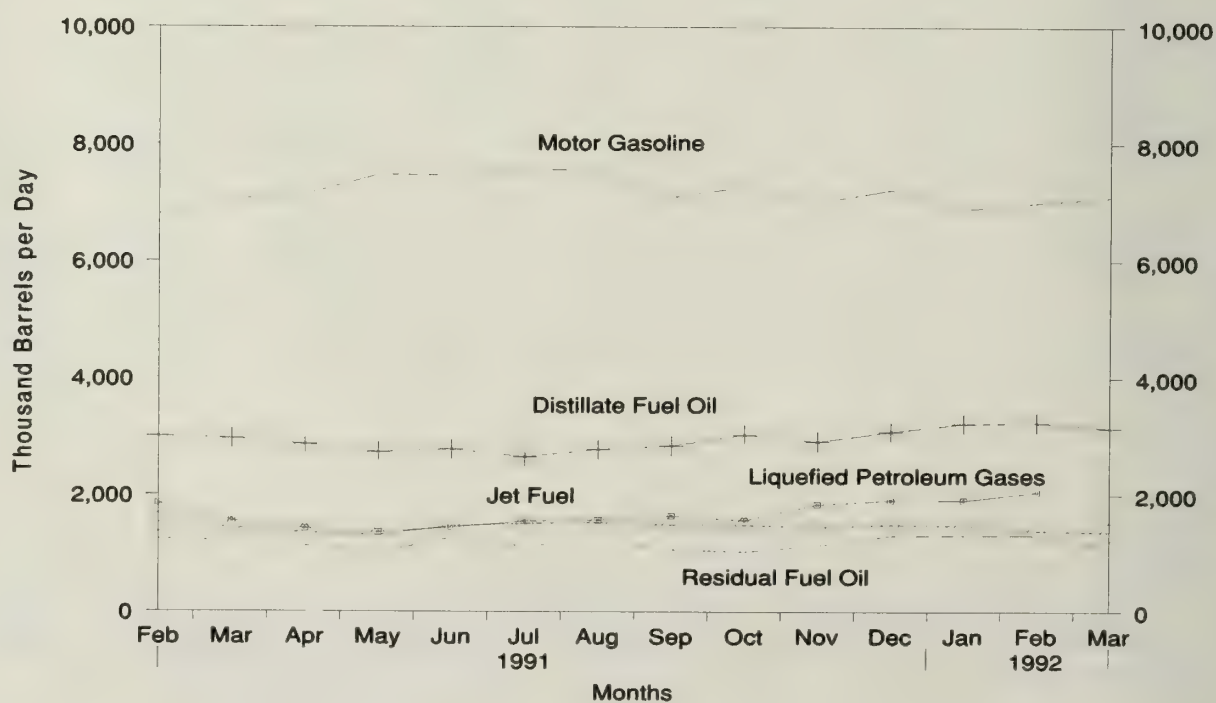 10,000
8,000
6,000
4,000
2,000
0
Thousand Barrels per Day
10,000
8,000
6,000
4,000
2,000
0
Motor Gasoline
Distillate Fuel Oil
Liquefied Petroleum Gases
Jet Fuel
Residual Fuel Oil
Feb Mar Apr May Jun Jul Aug Sep Oct Nov Dec Jan Feb Mar
1991 1992
Months